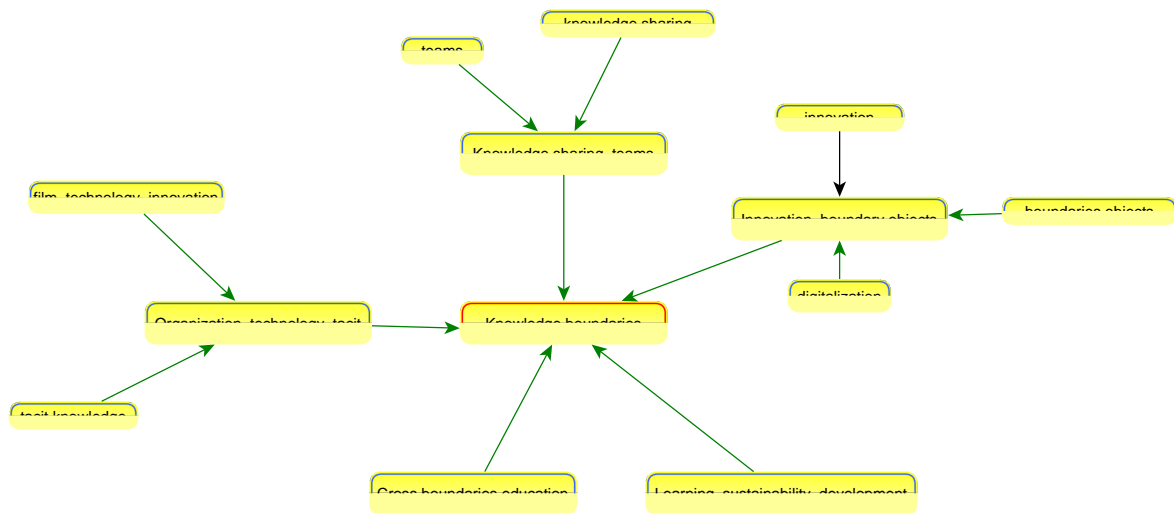 knowledge sharing
teams
innovation
Knowledge sharing, teams
film, technology, innovation
Innovation, boundary objects
boundaries objects
digitalization
Organization, technology, tacit
Knowledge boundaries
tacit knowledge
Cross boundaries education
Learning, sustainability, development